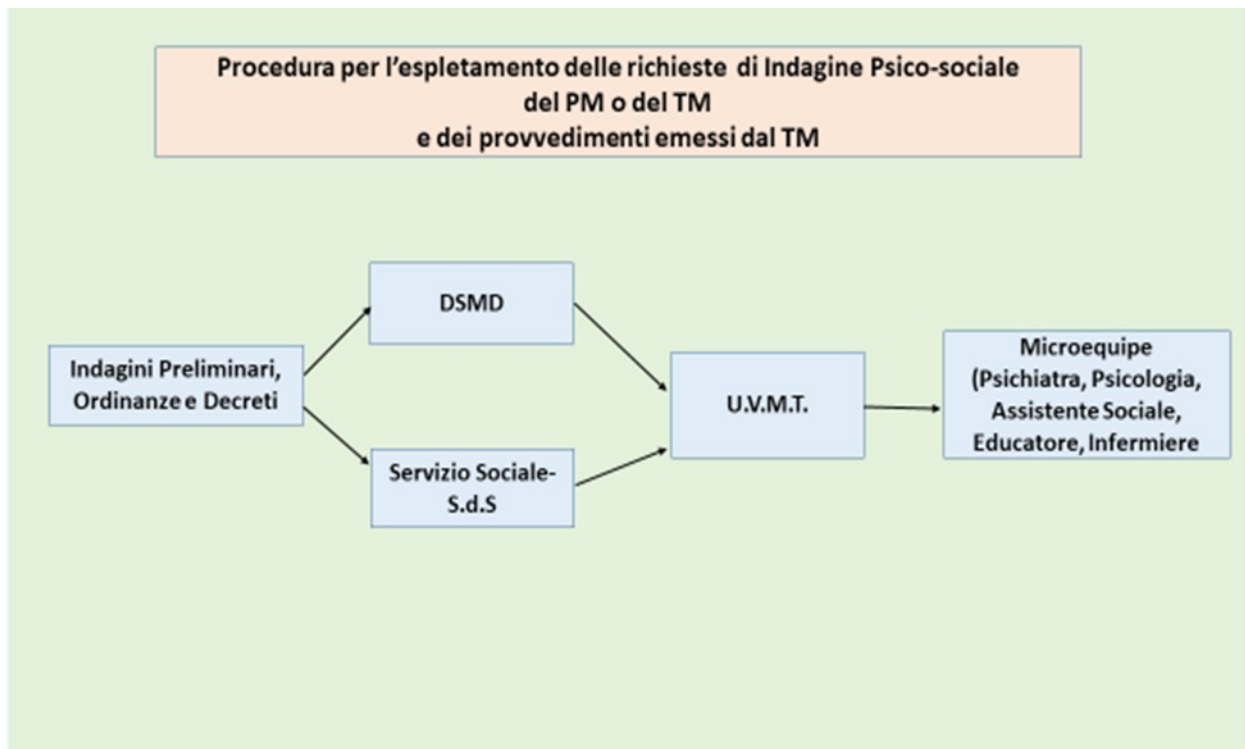 Procedura per l'espletamento delle richieste di Indagine Psico-sociale
del PM o del TM
e dei provvedimenti emessi dal TM
Indagini Preliminari,
Ordinanze e Decreti
DSMD
Servizio Sociale-
S.d.S
U.V.M.T.
Microequipe
(Psichiatra, Psicologia,
Assistente Sociale,
Educatore, Infermiere